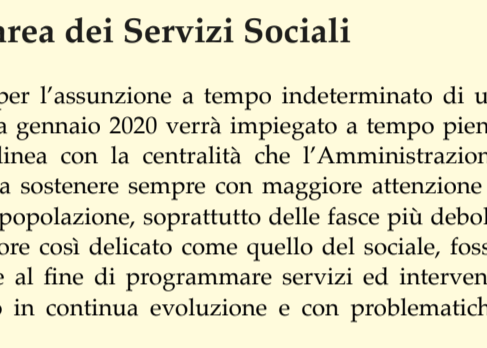 area dei Servizi Sociali
per l'assunzione a tempo indeterminato di u
a gennaio 2020 verrà impiegato a tempo pien
linea con la centralità che l'Amministrazion
a sostenere sempre con maggiore attenzione
popolazione, soprattutto delle fasce più debol
ore così delicato come quello del sociale, foss
e al fine di programmare servizi ed interven
o in continua evoluzione e con problematich